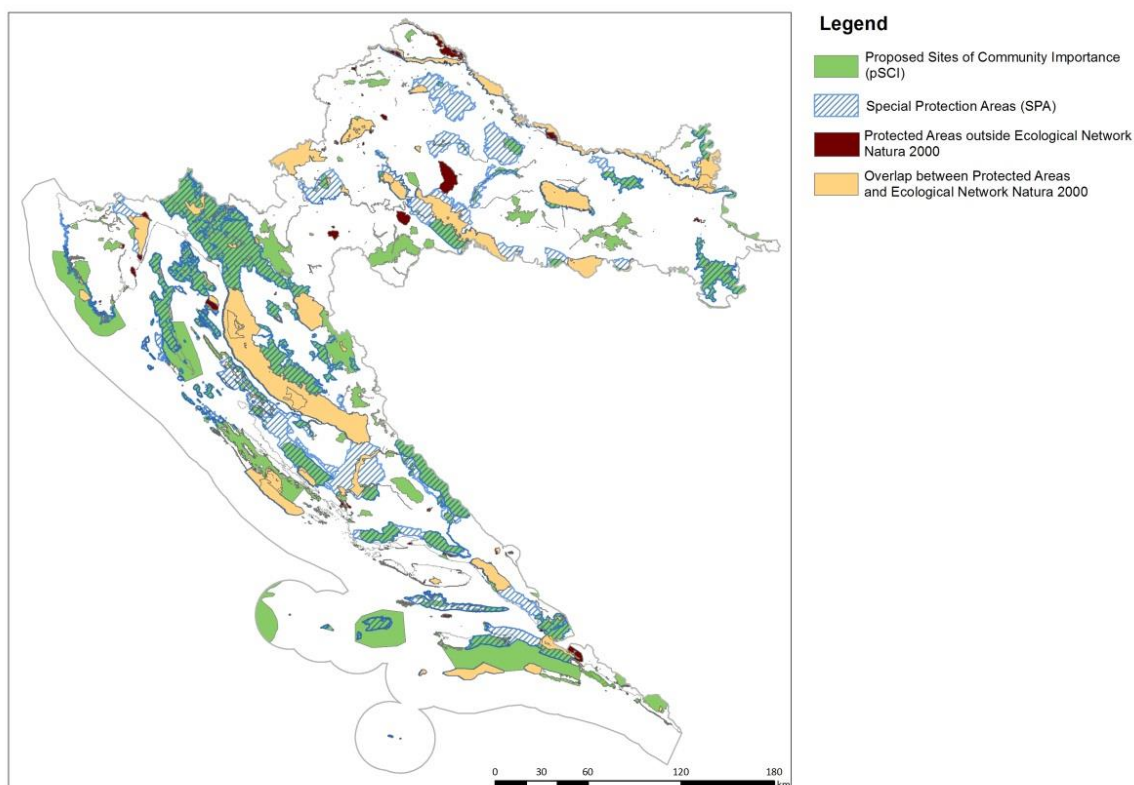 Legend
Proposed Sites of Community Importance
(pSCI)
Special Protection Areas (SPA)
Protected Areas outside Ecological Network
Natura 2000
Overlap between Protected Areas
and Ecological Network Natura 2000
0 30 60 120 180
km